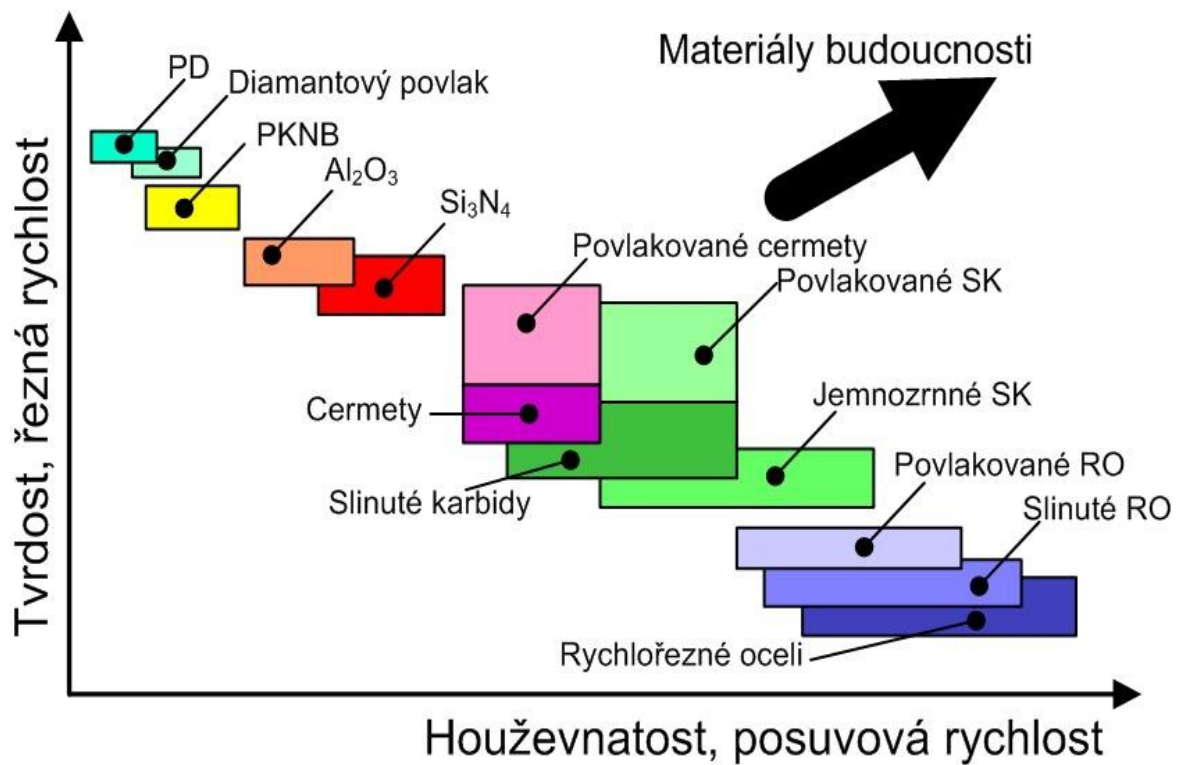 Materiály budoucnosti
PD
Diamantový povlak
PKNB
Al₂O₃
Si₃N₄
Povlakované cermety
Povlakované SK
Cermety
Jemnozrnné SK
Slinuté karbidy
Povlakované RO
Slinuté RO
Rychlořezné oceli
Tvrdost, řezná rychlost
Houževnatost, posuvová rychlost